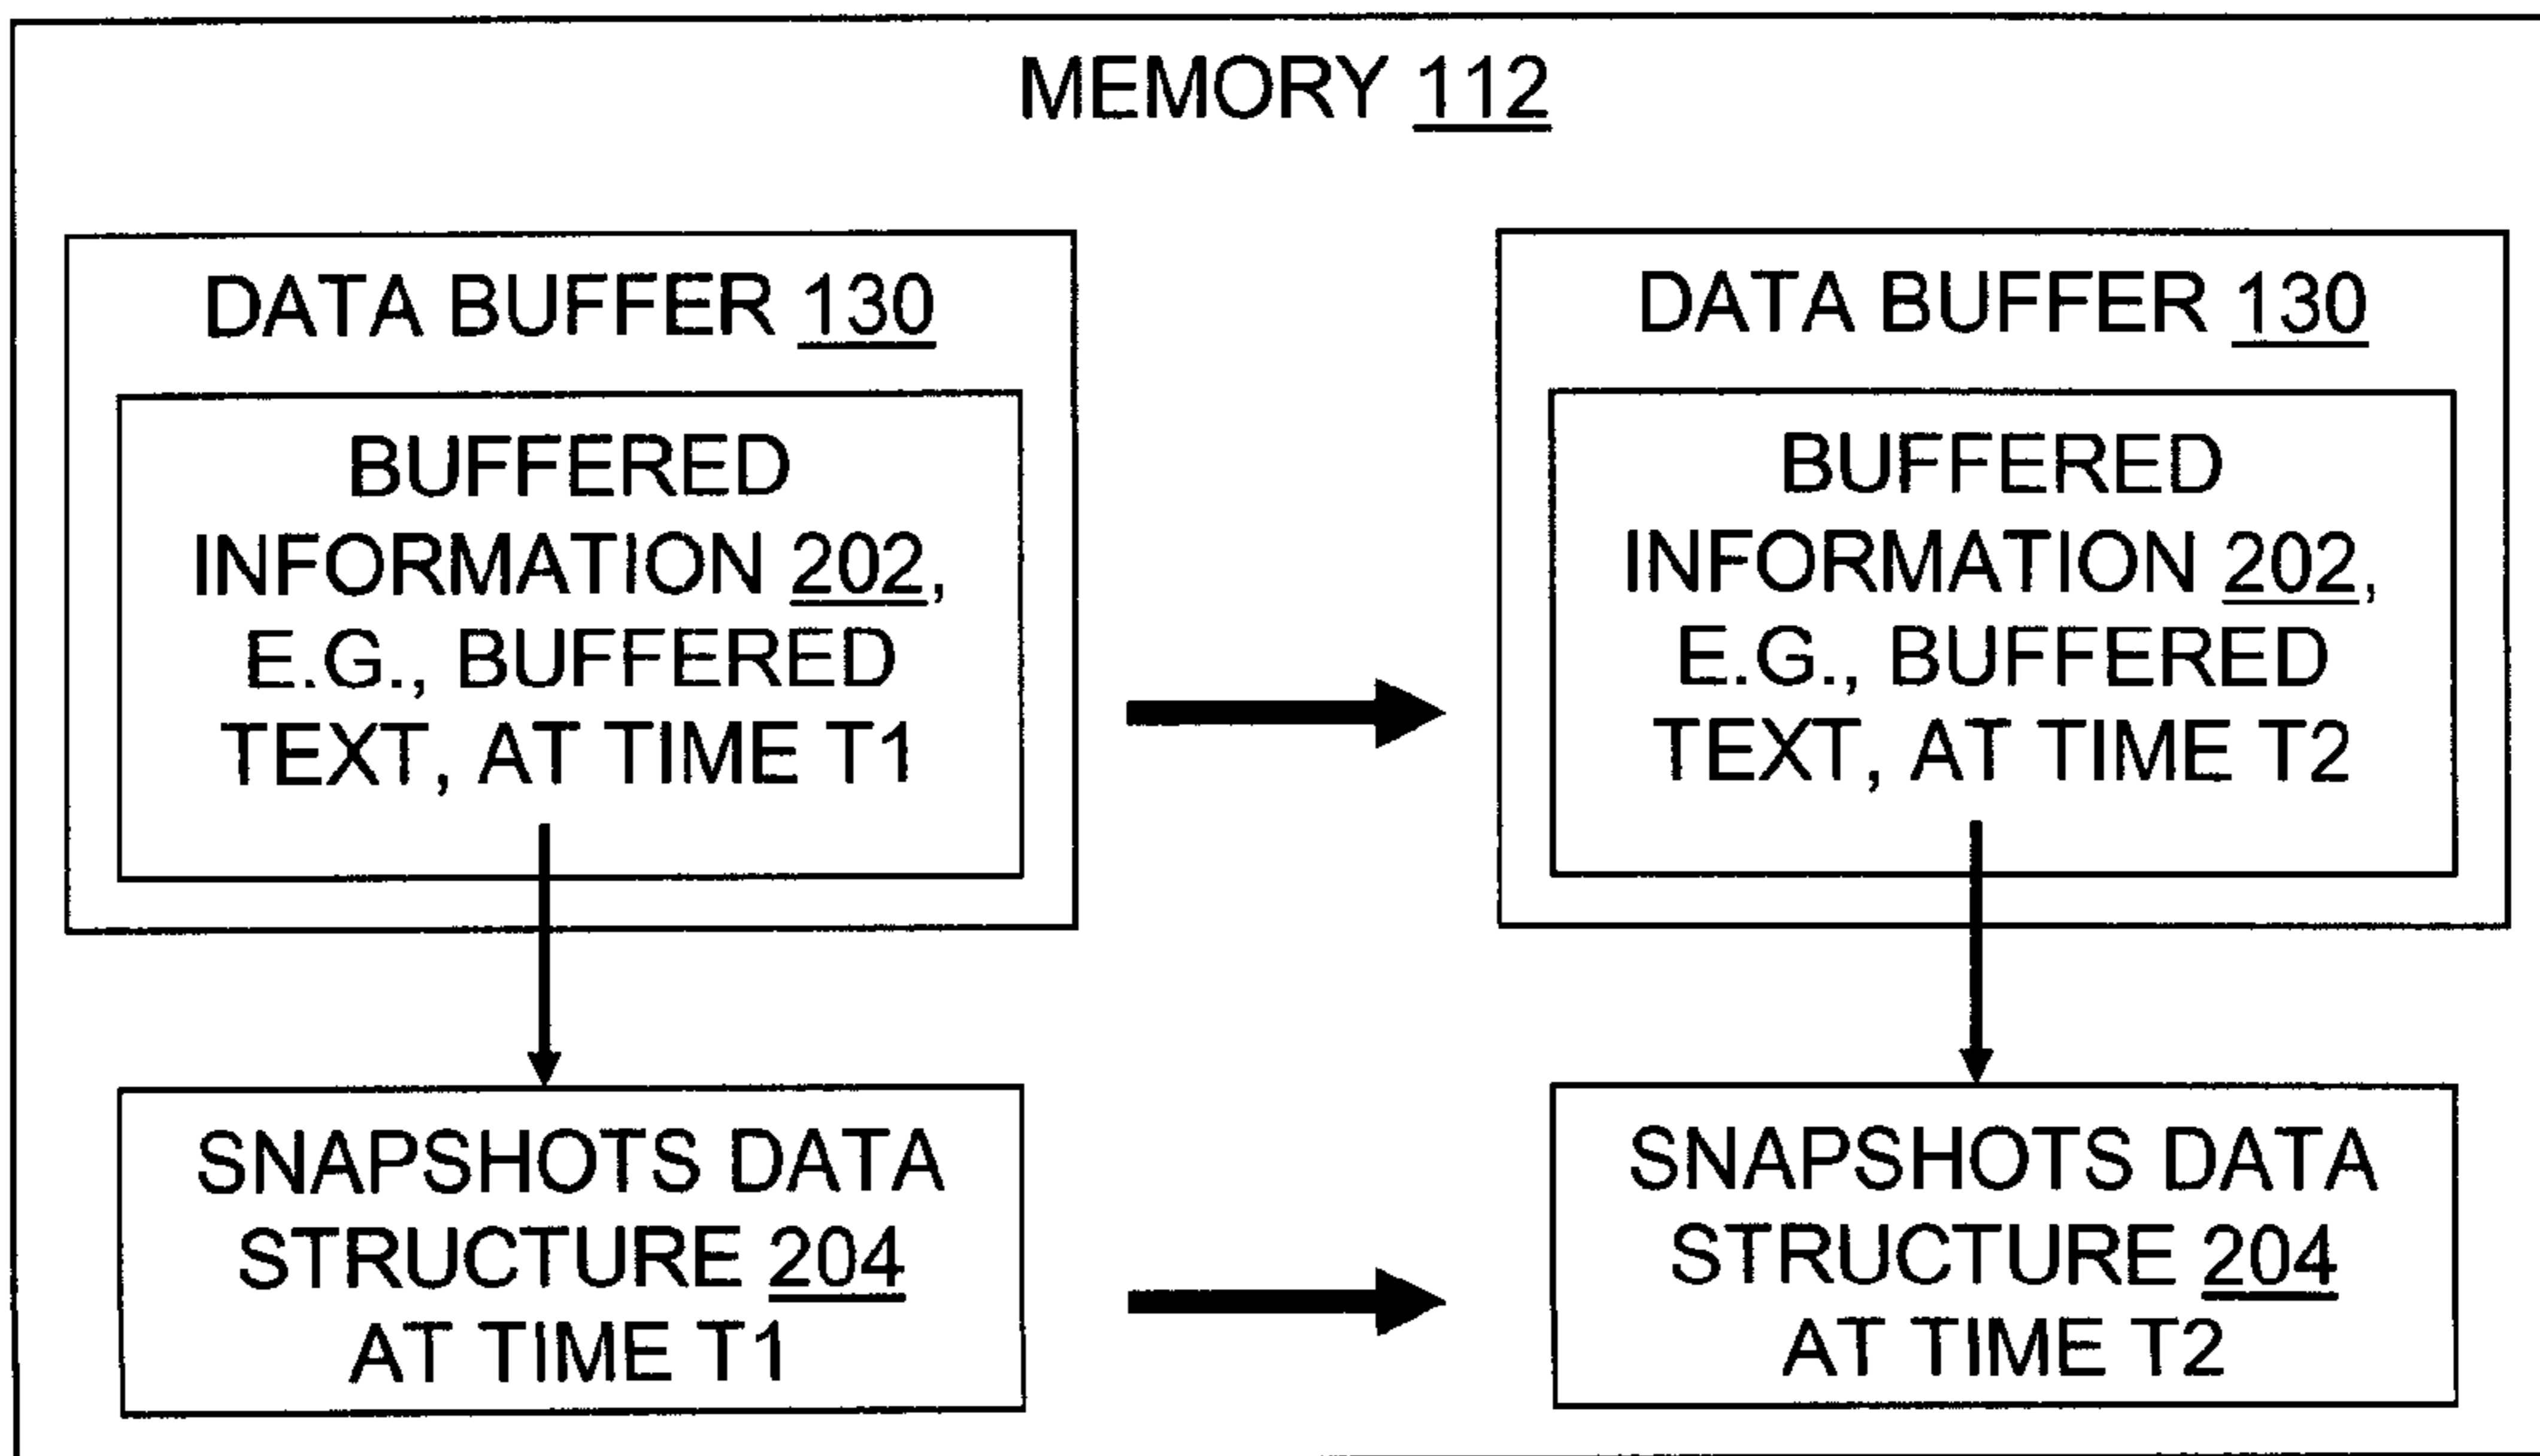 MEMORY 112
DATA BUFFER 130
BUFFERED
INFORMATION 202,
E.G., BUFFERED
TEXT, AT TIME T1
SNAPSHOTS DATA
STRUCTURE 204
AT TIME T1
DATA BUFFER 130
BUFFERED
INFORMATION 202,
E.G., BUFFERED
TEXT, AT TIME T2
SNAPSHOTS DATA
STRUCTURE 204
AT TIME T2